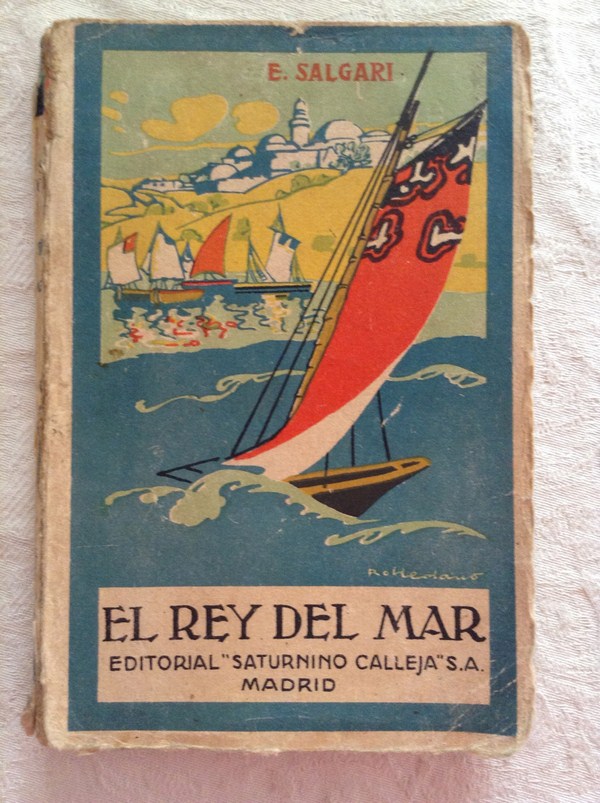 E. SALGARI
EL REY DEL MAR
EDITORIAL "SATURNINO CALLEJA" S.A.
MADRID